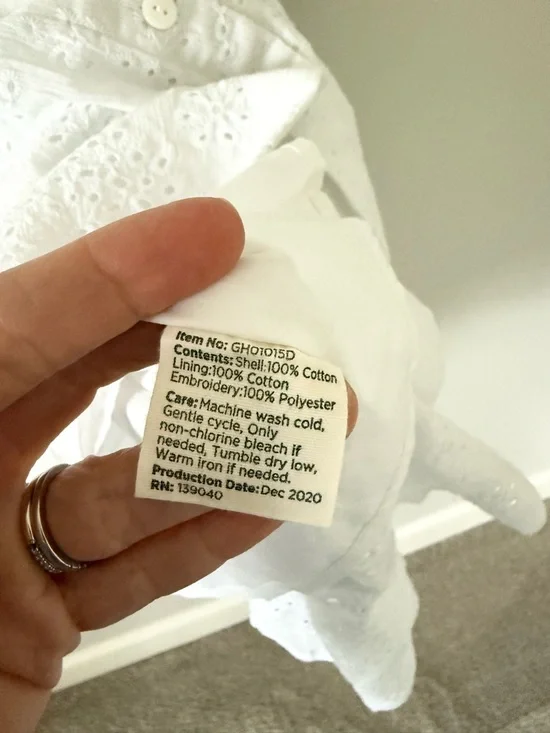 Item No: GH01015D
Contents: Shell:100% Cotton
Lining:100% Cotton
Embroidery:100% Polyester
Care: Machine wash cold,
Gentle cycle, Only
non-chlorine bleach if
needed, Tumble dry low,
Warm iron if needed.
Production Date:Dec 2020
RN: 139040